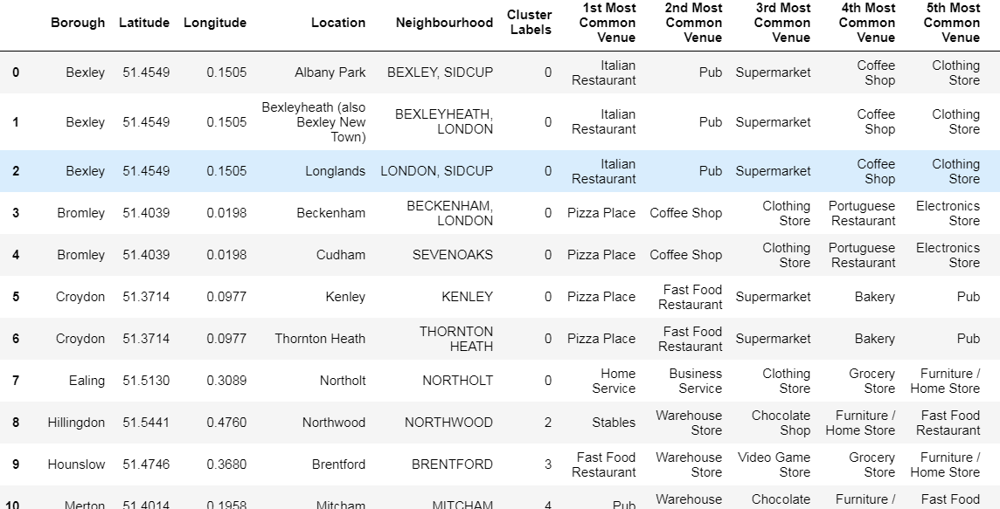 Borough Latitude Longitude Location Neighbourhood Cluster Labels 1st Most Common Venue 2nd Most Common Venue 3rd Most Common Venue 4th Most Common Venue 5th Most Common Venue
0 Bexley 51.4549 0.1505 Albany Park BEXLEY, SIDCUP 0 Italian Restaurant Pub Supermarket Coffee Shop Clothing Store
1 Bexley 51.4549 0.1505 Bexleyheath (also Bexley New Town) BEXLEYHEATH, LONDON 0 Italian Restaurant Pub Supermarket Coffee Shop Clothing Store
2 Bexley 51.4549 0.1505 Longlands LONDON, SIDCUP 0 Italian Restaurant Pub Supermarket Coffee Shop Clothing Store
3 Bromley 51.4039 0.0198 Beckenham BECKENHAM, LONDON 0 Pizza Place Coffee Shop Clothing Store Portuguese Restaurant Electronics Store
4 Bromley 51.4039 0.0198 Cudham SEVENOAKS 0 Pizza Place Coffee Shop Clothing Store Portuguese Restaurant Electronics Store
5 Croydon 51.3714 0.0977 Kenley KENLEY 0 Pizza Place Fast Food Restaurant Supermarket Bakery Pub
6 Croydon 51.3714 0.0977 Thornton Heath THORNTON HEATH 0 Pizza Place Fast Food Restaurant Supermarket Bakery Pub
7 Ealing 51.5130 0.3089 Northolt NORTHOLT 0 Home Service Business Service Clothing Store Grocery Store Furniture / Home Store
8 Hillingdon 51.5441 0.4760 Northwood NORTHWOOD 2 Stables Warehouse Store Chocolate Shop Furniture / Home Store Fast Food Restaurant
9 Hounslow 51.4746 0.3680 Brentford BRENTFORD 3 Fast Food Restaurant Warehouse Store Video Game Store Grocery Store Furniture / Home Store
10 Merton 51.4014 0.1958 Mitcham MITCHAM 4 Pub Warehouse Chocolate Furniture / Fast Food